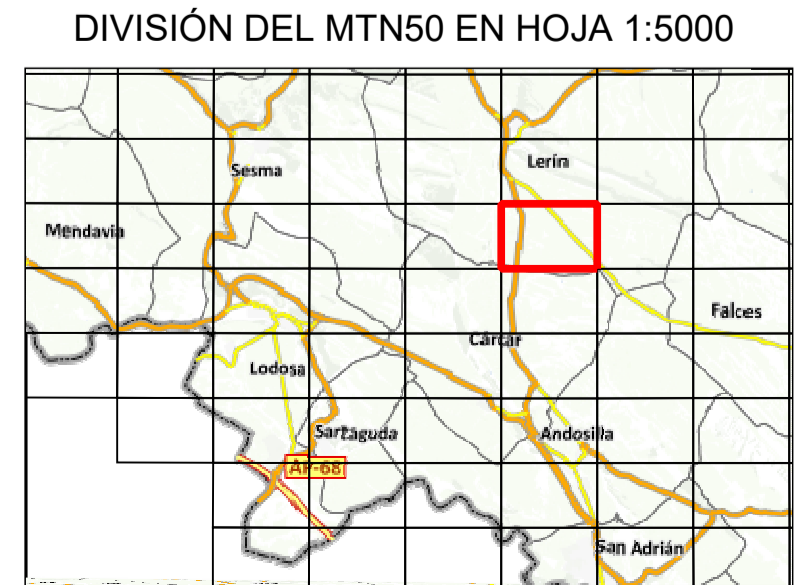 DIVISIÓN DEL MTN50 EN HOJA 1:5000
Lerín
Sesma
Mendavia
Falces
Cárcar
Lodosa
Sartaguda
Andosilla
AP-68
San Adrián